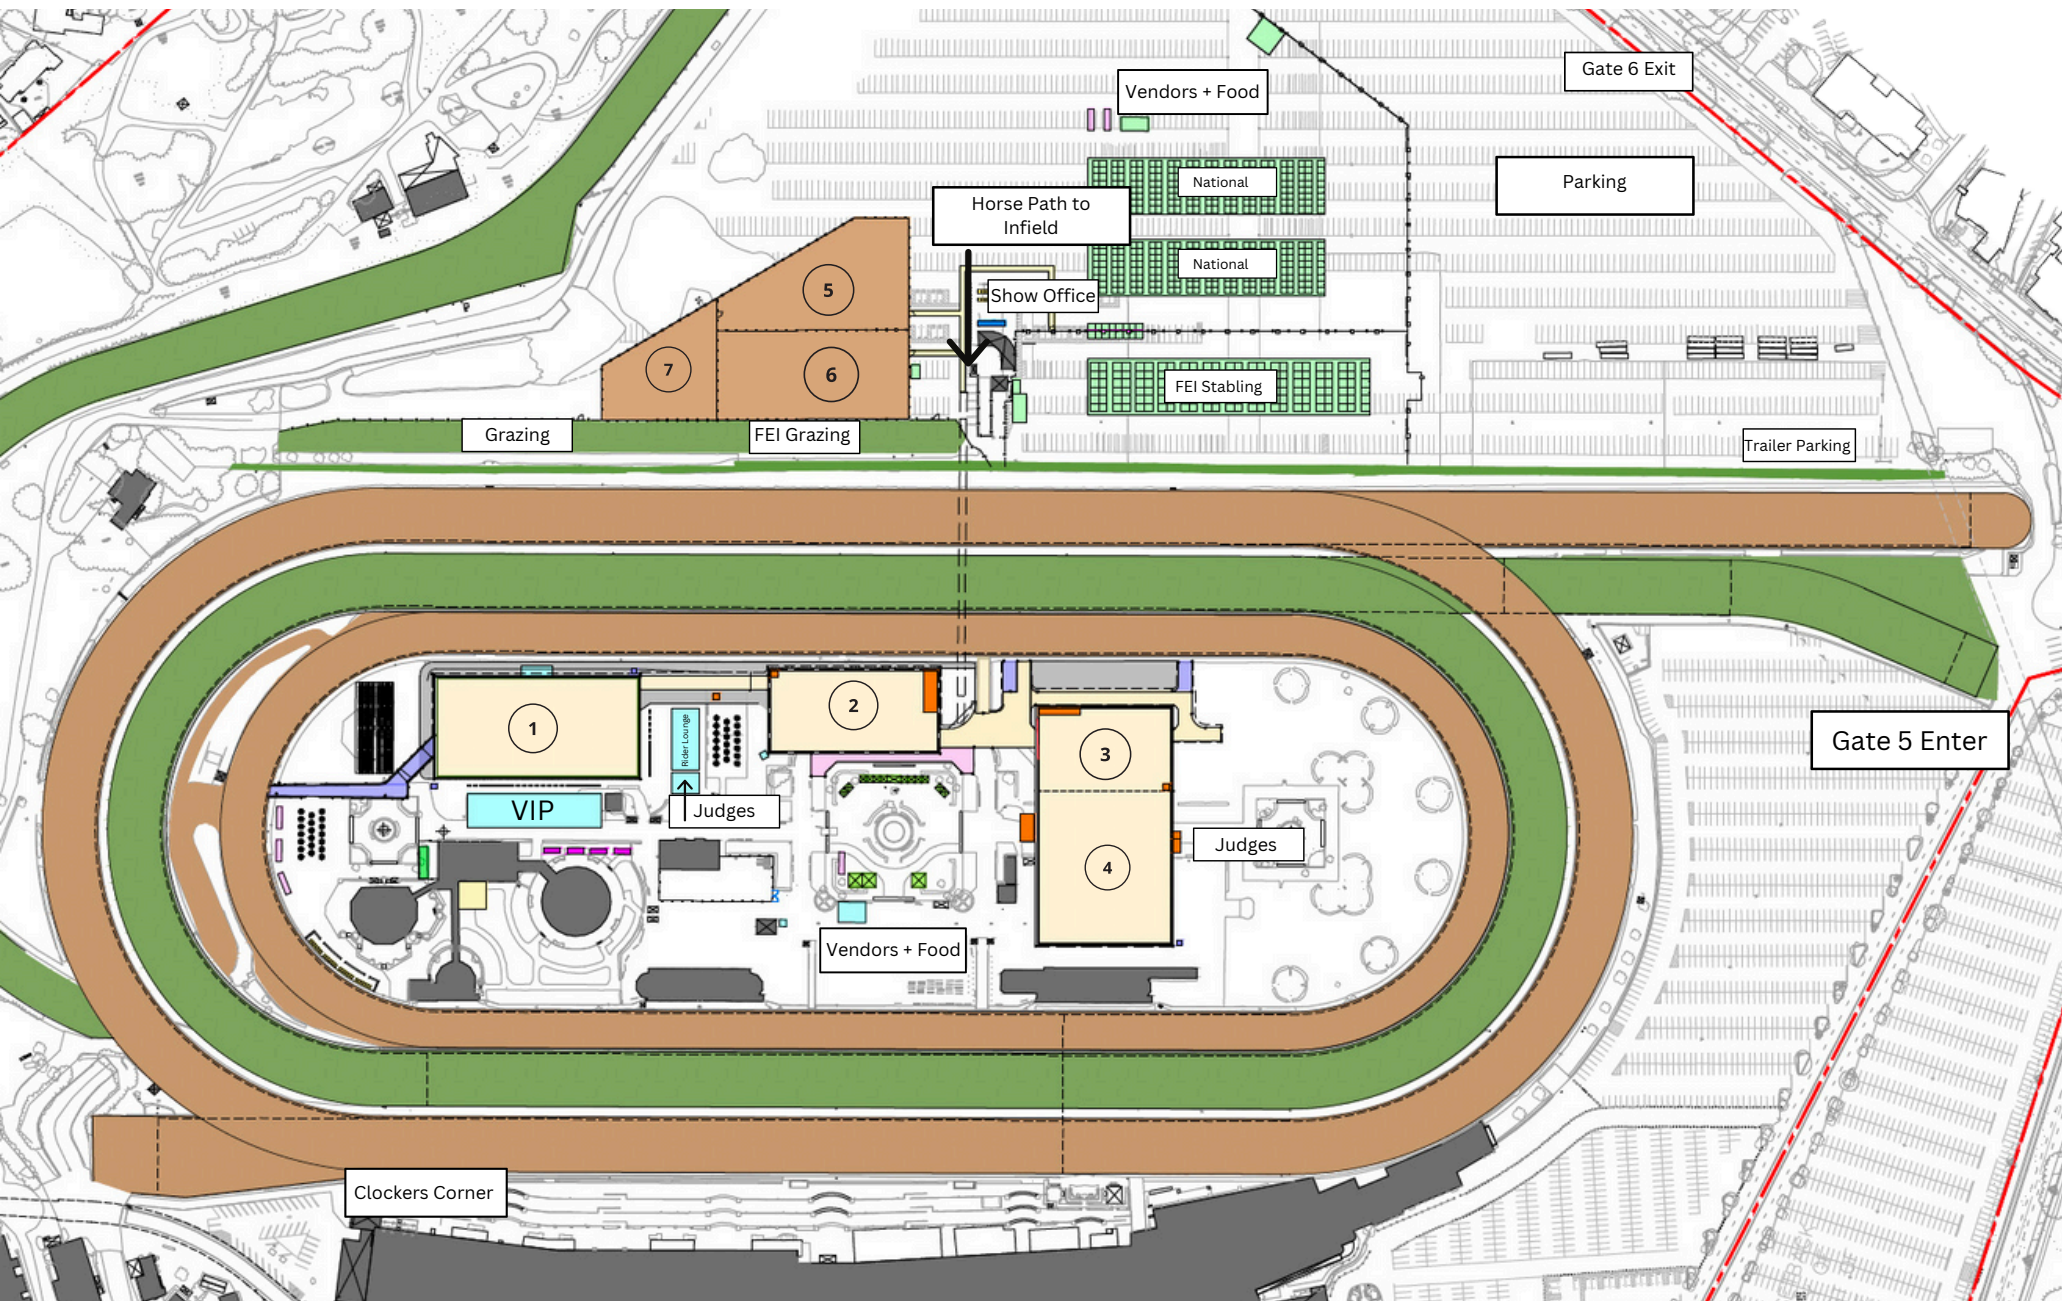 Gate 6 Exit
Vendors + Food
Parking
National
Horse Path to
Infield
National
5
Show Office
7
6
FEI Stabling
Grazing
FEI Grazing
Trailer Parking
2
1
Rider Lounge
3
Gate 5 Enter
VIP
Judges
Judges
4
Vendors + Food
Clockers Corner